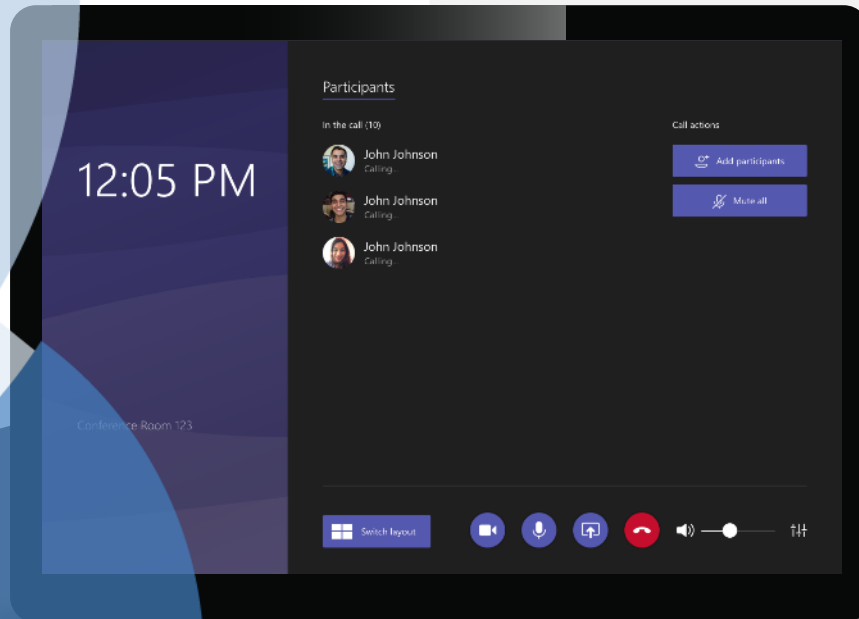 12:05 PM
Conference Room 123
Participants
In the call (10)
John Johnson
Calling...
John Johnson
Calling...
John Johnson
Calling...
Call actions
Add participants
Mute all
Switch layout